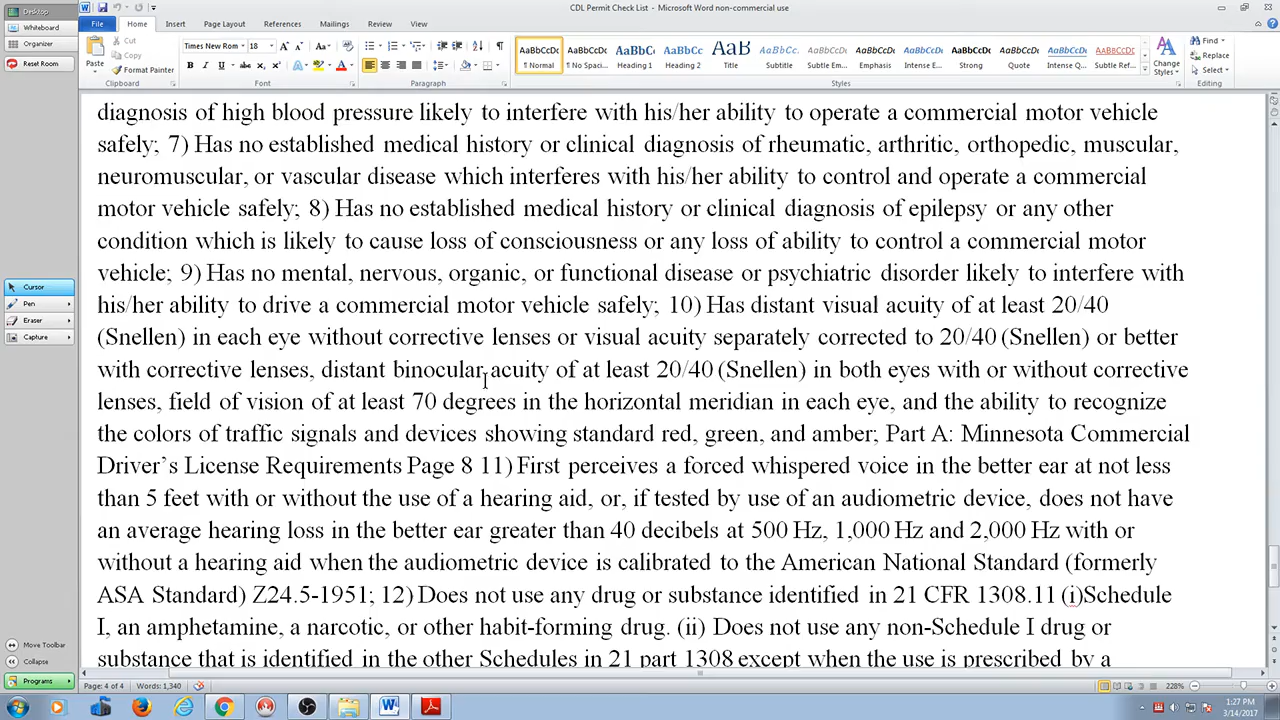 Desktop
Whiteboard
Organizer
Reset Room
Cursor
Pen
Eraser
Capture
Move Toolbar
Collapse
Programs
CDL Permit Check List - Microsoft Word non-commercial use
File Home Insert Page Layout References Mailings Review View
Paste
Cut
Copy
Format Painter
Clipboard
Times New Rom 18
Font
Paragraph
AaBbCcDc AaBbCcDc AaBbC AaBbCc AaB AaBbCc. AaBbCcDc AaBbCcDc AaBbCcDc AaBbCcDc AaBbCcDc AaBbCcDc AaBbCcDc
¶ Normal ¶ No Spaci... Heading 1 Heading 2 Title Subtitle Subtle Em... Emphasis Intense E... Strong Quote Intense Q... Subtle Ref...
Styles
Change Styles
Find
Replace
Select
Editing
diagnosis of high blood pressure likely to interfere with his/her ability to operate a commercial motor vehicle
safely; 7) Has no established medical history or clinical diagnosis of rheumatic, arthritic, orthopedic, muscular,
neuromuscular, or vascular disease which interferes with his/her ability to control and operate a commercial
motor vehicle safely; 8) Has no established medical history or clinical diagnosis of epilepsy or any other
condition which is likely to cause loss of consciousness or any loss of ability to control a commercial motor
vehicle; 9) Has no mental, nervous, organic, or functional disease or psychiatric disorder likely to interfere with
his/her ability to drive a commercial motor vehicle safely; 10) Has distant visual acuity of at least 20/40
(Snellen) in each eye without corrective lenses or visual acuity separately corrected to 20/40 (Snellen) or better
with corrective lenses, distant binocular acuity of at least 20/40 (Snellen) in both eyes with or without corrective
lenses, field of vision of at least 70 degrees in the horizontal meridian in each eye, and the ability to recognize
the colors of traffic signals and devices showing standard red, green, and amber; Part A: Minnesota Commercial
Driver's License Requirements Page 8 11) First perceives a forced whispered voice in the better ear at not less
than 5 feet with or without the use of a hearing aid, or, if tested by use of an audiometric device, does not have
an average hearing loss in the better ear greater than 40 decibels at 500 Hz, 1,000 Hz and 2,000 Hz with or
without a hearing aid when the audiometric device is calibrated to the American National Standard (formerly
ASA Standard) Z24.5-1951; 12) Does not use any drug or substance identified in 21 CFR 1308.11 (i)Schedule
I, an amphetamine, a narcotic, or other habit-forming drug. (ii) Does not use any non-Schedule I drug or
substance that is identified in the other Schedules in 21 part 1308 except when the use is prescribed by a
Page: 4 of 4 Words: 1,340 228%
1:27 PM
3/14/2017